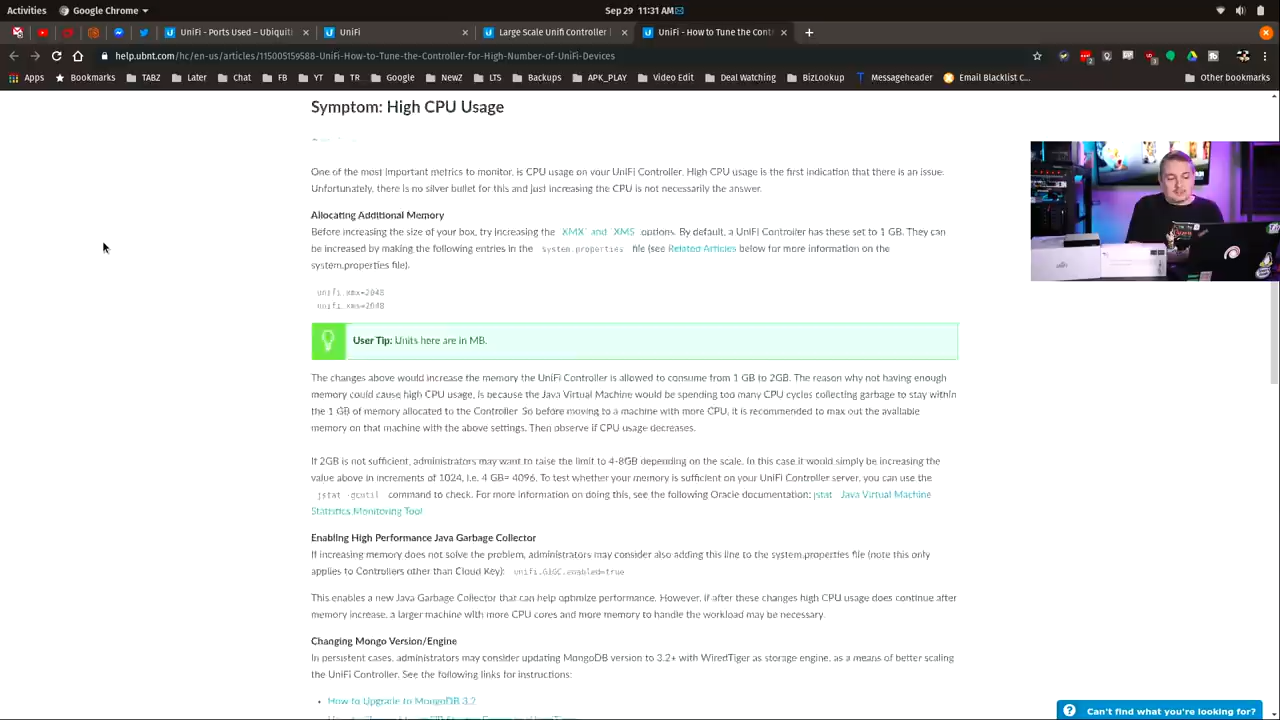 Activities
Google Chrome
Sep 29 11:31 AM
UniFi - Ports Used – Ubiquiti
UniFi
Large Scale Unifi Controller
UniFi - How to Tune the Cont
help.ubnt.com/hc/en-us/articles/115005159588-UniFi-How-to-Tune-the-Controller-for-High-Number-of-UniFi-Devices
Apps Bookmarks TABZ Later Chat FB YT TR Google NewZ LTS Backups APK_PLAY Video Edit Deal Watching BizLookup Messageheader Email Blacklist C... Other bookmarks
Symptom: High CPU Usage
One of the most important metrics to monitor, is CPU usage on your UniFi Controller. High CPU usage is the first indication that there is an issue.
Unfortunately, there is no silver bullet for this and just increasing the CPU is not necessarily the answer.
Allocating Additional Memory
Before increasing the size of your box, try increasing the XMX and XMS options. By default, a UniFi Controller has these set to 1 GB. They can
be increased by making the following entries in the system.properties file (see Related Articles below for more information on the
system.properties file).
unifi.xmx=2048
unifi.xms=2048
User Tip: Units here are in MB.
The changes above would increase the memory the UniFi Controller is allowed to consume from 1 GB to 2GB. The reason why not having enough
memory could cause high CPU usage, is because the Java Virtual Machine would be spending too many CPU cycles collecting garbage to stay within
the 1 GB of memory allocated to the Controller. So before moving to a machine with more CPU, it is recommended to max out the available
memory on that machine with the above settings. Then observe if CPU usage decreases.
If 2GB is not sufficient, administrators may want to raise the limit to 4-8GB depending on the scale. In this case it would simply be increasing the
value above in increments of 1024, i.e. 4 GB= 4096. To test whether your memory is sufficient on your UniFi Controller server, you can use the
jstat -gcutil command to check. For more information on doing this, see the following Oracle documentation: jstat - Java Virtual Machine
Statistics Monitoring Tool
Enabling High Performance Java Garbage Collector
If increasing memory does not solve the problem, administrators may consider also adding this line to the system.properties file (note this only
applies to Controllers other than Cloud Key): unifi.G1GC.enabled=true
This enables a new Java Garbage Collector that can help optimize performance. However, if after these changes high CPU usage does continue after
memory increase, a larger machine with more CPU cores and more memory to handle the workload may be necessary.
Changing Mongo Version/Engine
In persistent cases, administrators may consider updating MongoDB version to 3.2+ with WiredTiger as storage engine, as a means of better scaling
the UniFi Controller. See the following links for instructions:
• How to Upgrade to MongoDB 3.2
Can't find what you're looking for?